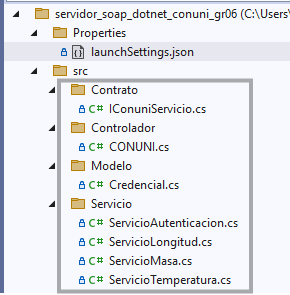 servidor_soap_dotnet_conuni_gr06 (C:\Users\
Properties
launchSettings.json
src
Contrato
C# IConuniServicio.cs
Controlador
C# CONUNI.cs
Modelo
C# Credencial.cs
Servicio
C# ServicioAutenticacion.cs
C# ServicioLongitud.cs
C# ServicioMasa.cs
C# ServicioTemperatura.cs